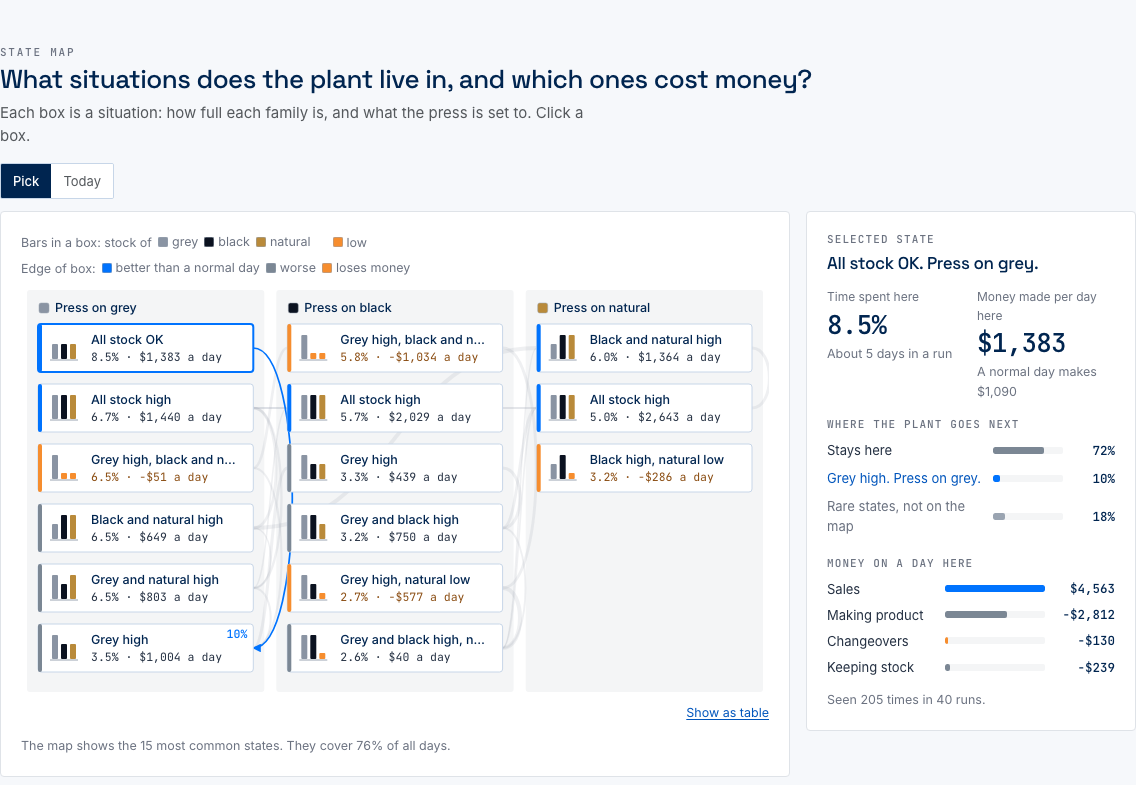 STATE MAP
What situations does the plant live in, and which ones cost money?
Each box is a situation: how full each family is, and what the press is set to. Click a
box.
Pick Today
Bars in a box: stock of grey black natural low
Edge of box: better than a normal day worse loses money
Press on grey
All stock OK
8.5% · $1,383 a day
All stock high
6.7% · $1,440 a day
Grey high, black and n...
6.5% · -$51 a day
Black and natural high
6.5% · $649 a day
Grey and natural high
6.5% · $803 a day
Grey high 10%
3.5% · $1,004 a day
Press on black
Grey high, black and n...
5.8% · -$1,034 a day
All stock high
5.7% · $2,029 a day
Grey high
3.3% · $439 a day
Grey and black high
3.2% · $750 a day
Grey high, natural low
2.7% · -$577 a day
Grey and black high, n...
2.6% · $40 a day
Press on natural
Black and natural high
6.0% · $1,364 a day
All stock high
5.0% · $2,643 a day
Black high, natural low
3.2% · -$286 a day
Show as table
The map shows the 15 most common states. They cover 76% of all days.
SELECTED STATE
All stock OK. Press on grey.
Time spent here
8.5%
About 5 days in a run
Money made per day
here
$1,383
A normal day makes
$1,090
WHERE THE PLANT GOES NEXT
Stays here 72%
Grey high. Press on grey. 10%
Rare states, not on the
map 18%
MONEY ON A DAY HERE
Sales $4,563
Making product -$2,812
Changeovers -$130
Keeping stock -$239
Seen 205 times in 40 runs.